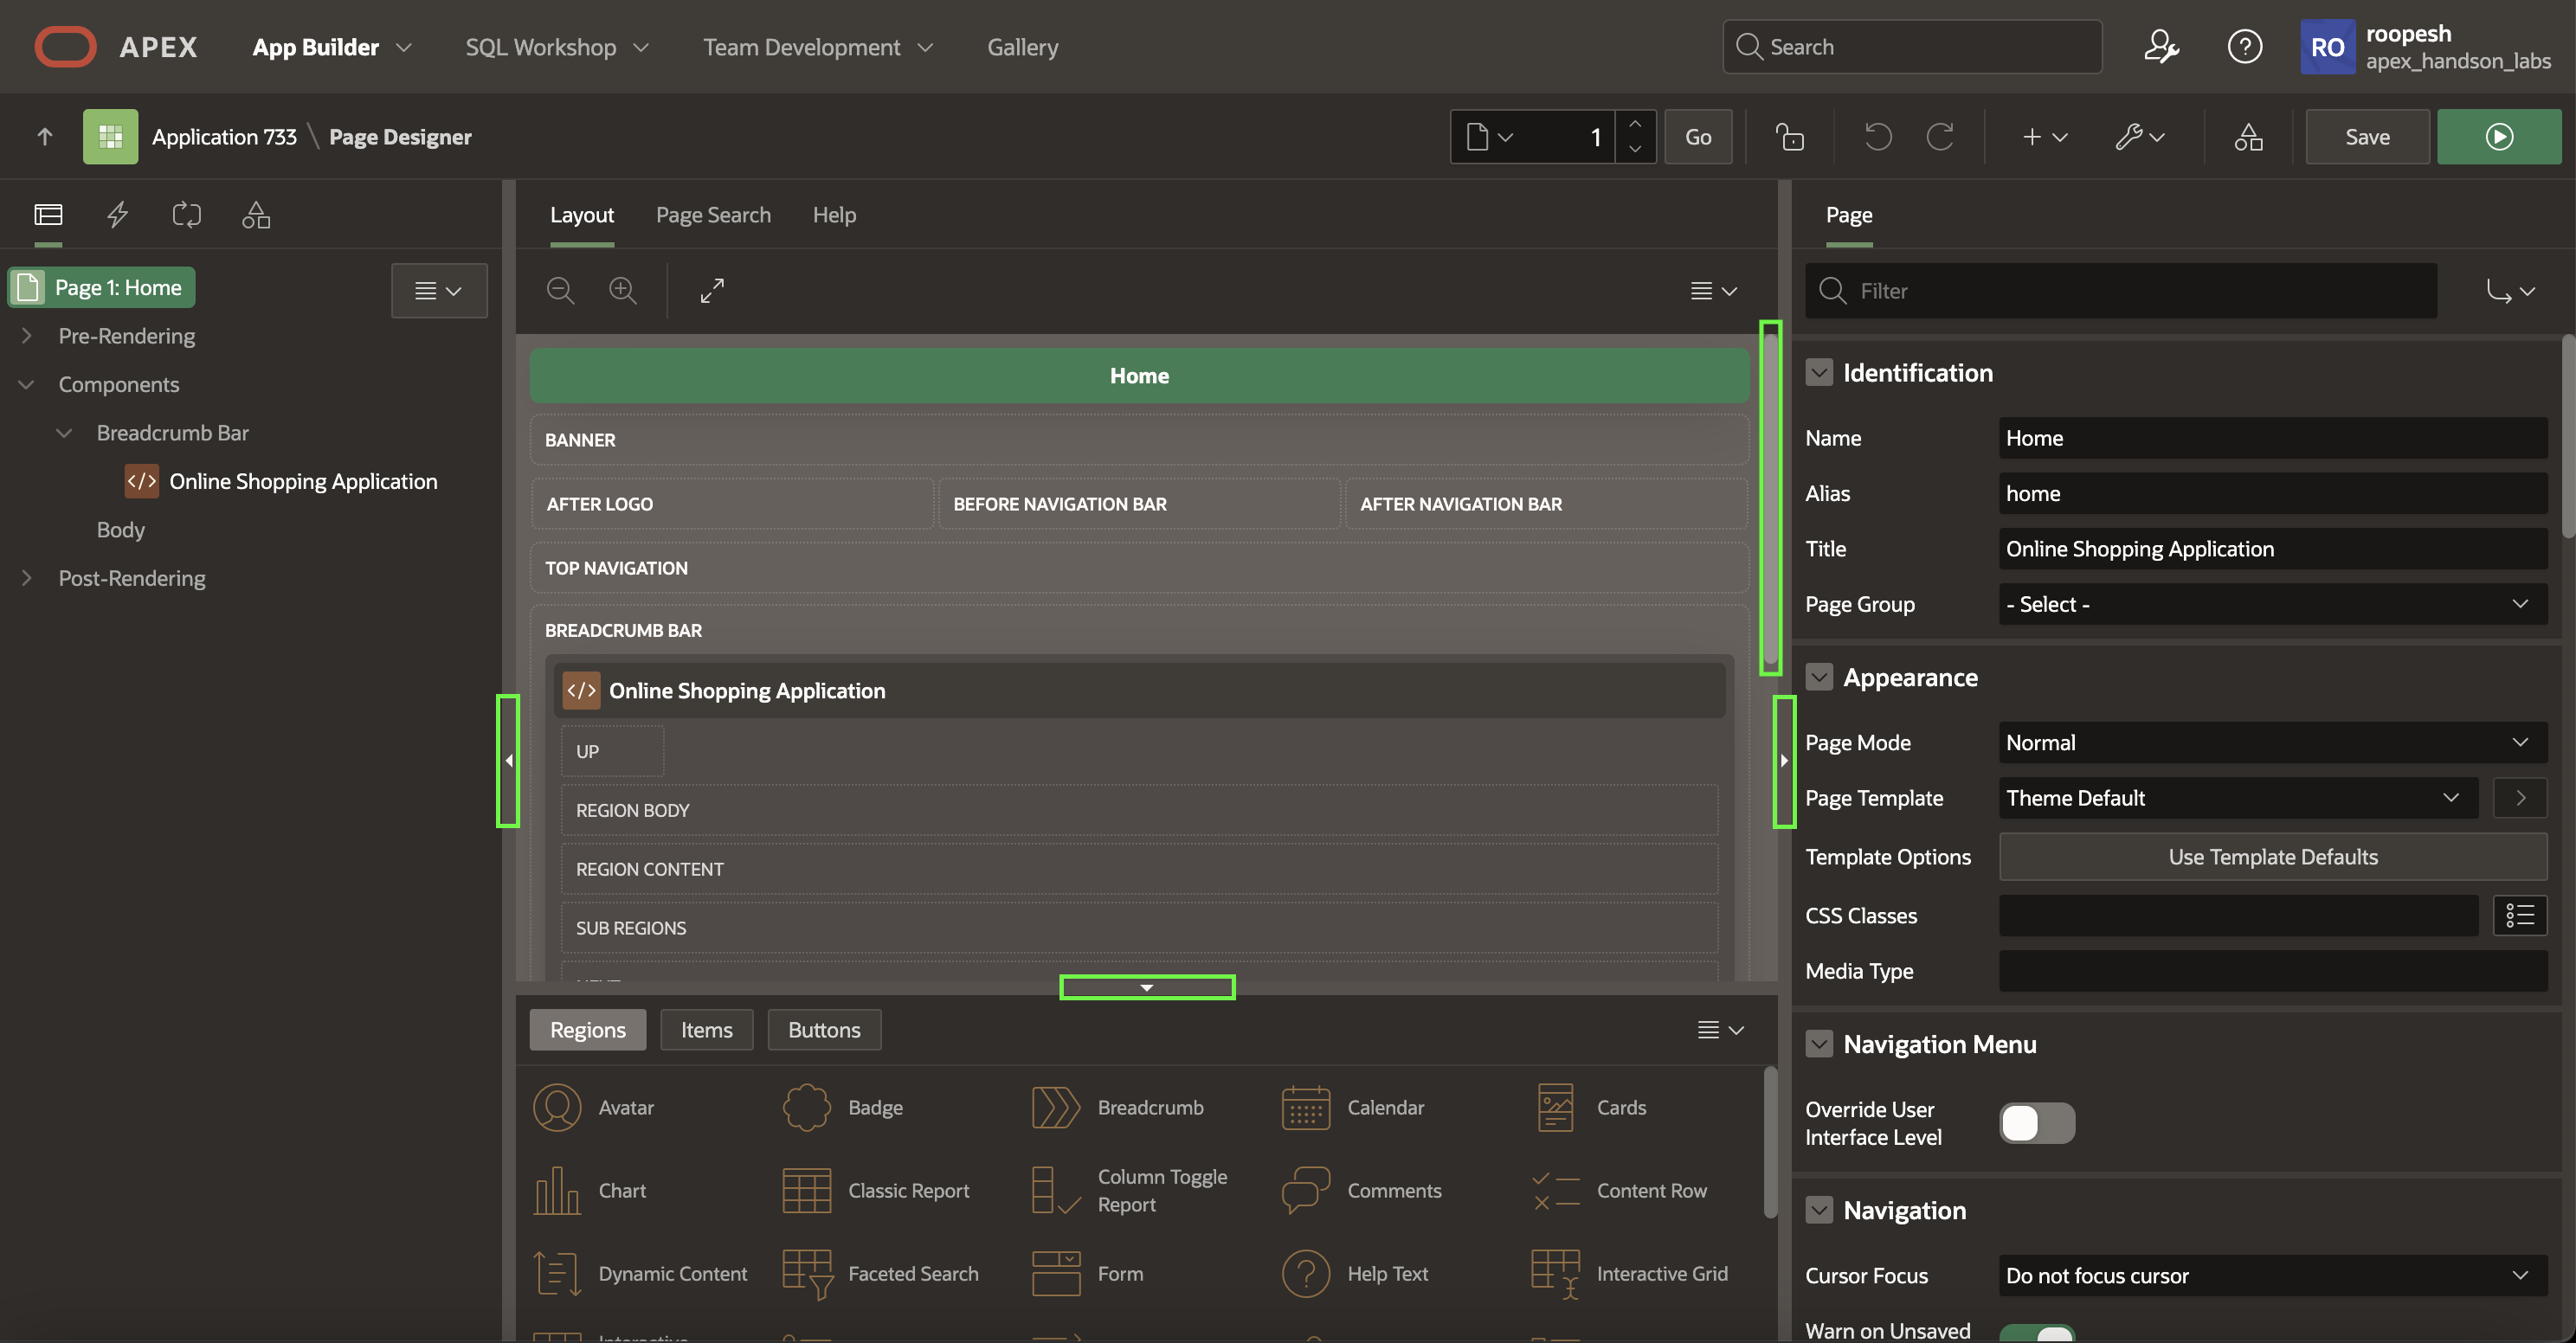 APEX App Builder SQL Workshop Team Development Gallery Search RO roopesh
apex_handson_labs
Application 733 \ Page Designer 1 Go Save
Layout Page Search Help
Page
Page 1: Home
Pre-Rendering
Components
Breadcrumb Bar
</> Online Shopping Application
Body
Post-Rendering
Home
BANNER
AFTER LOGO BEFORE NAVIGATION BAR AFTER NAVIGATION BAR
TOP NAVIGATION
BREADCRUMB BAR
</> Online Shopping Application
UP
REGION BODY
REGION CONTENT
SUB REGIONS
Regions Items Buttons
Avatar Badge Breadcrumb Calendar Cards
Chart Classic Report Column Toggle Report Comments Content Row
Dynamic Content Faceted Search Form Help Text Interactive Grid
Filter
Identification
Name Home
Alias home
Title Online Shopping Application
Page Group - Select -
Appearance
Page Mode Normal
Page Template Theme Default
Template Options Use Template Defaults
CSS Classes
Media Type
Navigation Menu
Override User
Interface Level
Navigation
Cursor Focus Do not focus cursor
Warn on Unsaved